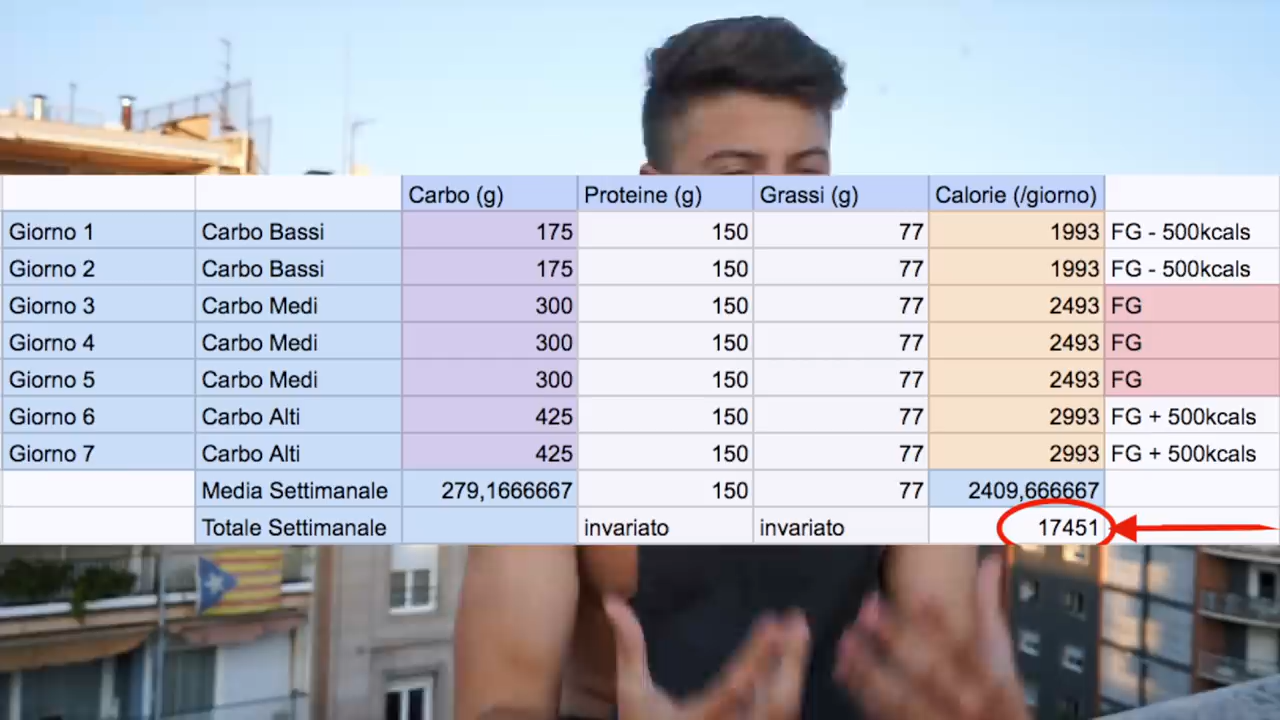 Carbo (g) Proteine (g) Grassi (g) Calorie (/giorno)
Giorno 1 Carbo Bassi 175 150 77 1993 FG - 500kcals
Giorno 2 Carbo Bassi 175 150 77 1993 FG - 500kcals
Giorno 3 Carbo Medi 300 150 77 2493 FG
Giorno 4 Carbo Medi 300 150 77 2493 FG
Giorno 5 Carbo Medi 300 150 77 2493 FG
Giorno 6 Carbo Alti 425 150 77 2993 FG + 500kcals
Giorno 7 Carbo Alti 425 150 77 2993 FG + 500kcals
Media Settimanale 279,1666667 150 77 2409,666667
Totale Settimanale invariato invariato 17451